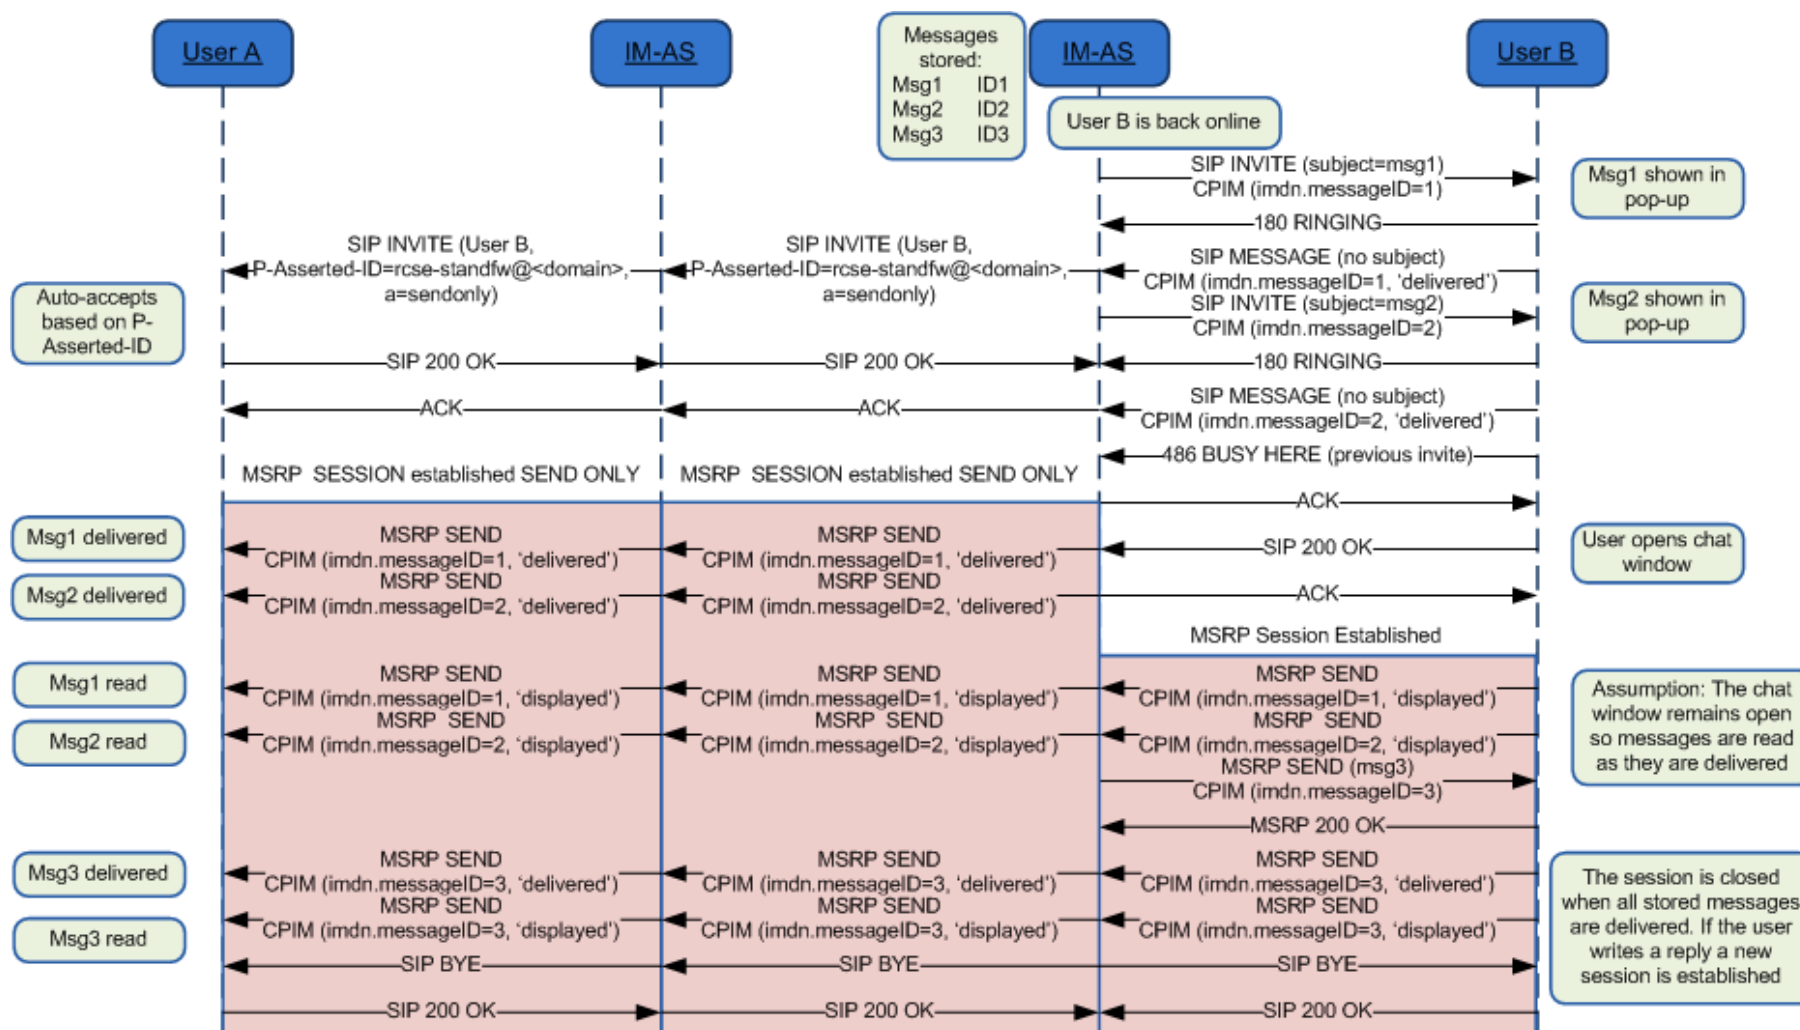 User A
IM-AS
Messages
stored:
Msg1 ID1
Msg2 ID2
Msg3 ID3
IM-AS
User B
User B is back online
SIP INVITE (subject=msg1)
CPIM (imdn.messageID=1)
Msg1 shown in
pop-up
180 RINGING
SIP INVITE (User B,
P-Asserted-ID=rcse-standfw@<domain>,
a=sendonly)
SIP INVITE (User B,
P-Asserted-ID=rcse-standfw@<domain>,
a=sendonly)
SIP MESSAGE (no subject)
CPIM (imdn.messageID=1, ‘delivered’)
Auto-accepts
based on P-
Asserted-ID
SIP INVITE (subject=msg2)
CPIM (imdn.messageID=2)
Msg2 shown in
pop-up
SIP 200 OK
SIP 200 OK
180 RINGING
ACK
ACK
SIP MESSAGE (no subject)
CPIM (imdn.messageID=2, ‘delivered’)
486 BUSY HERE (previous invite)
MSRP SESSION established SEND ONLY
MSRP SESSION established SEND ONLY
ACK
Msg1 delivered
MSRP SEND
CPIM (imdn.messageID=1, ‘delivered’)
MSRP SEND
CPIM (imdn.messageID=1, ‘delivered’)
SIP 200 OK
User opens chat
window
Msg2 delivered
MSRP SEND
CPIM (imdn.messageID=2, ‘delivered’)
MSRP SEND
CPIM (imdn.messageID=2, ‘delivered’)
ACK
MSRP Session Established
Msg1 read
MSRP SEND
CPIM (imdn.messageID=1, ‘displayed’)
MSRP SEND
CPIM (imdn.messageID=1, ‘displayed’)
MSRP SEND
CPIM (imdn.messageID=1, ‘displayed’)
Assumption: The chat
window remains open
so messages are read
as they are delivered
Msg2 read
MSRP SEND
CPIM (imdn.messageID=2, ‘displayed’)
MSRP SEND
CPIM (imdn.messageID=2, ‘displayed’)
MSRP SEND
CPIM (imdn.messageID=2, ‘displayed’)
MSRP SEND (msg3)
CPIM (imdn.messageID=3)
MSRP 200 OK
Msg3 delivered
MSRP SEND
CPIM (imdn.messageID=3, ‘delivered’)
MSRP SEND
CPIM (imdn.messageID=3, ‘delivered’)
MSRP SEND
CPIM (imdn.messageID=3, ‘delivered’)
The session is closed
when all stored messages
are delivered. If the user
writes a reply a new
session is established
Msg3 read
MSRP SEND
CPIM (imdn.messageID=3, ‘displayed’)
MSRP SEND
CPIM (imdn.messageID=3, ‘displayed’)
MSRP SEND
CPIM (imdn.messageID=3, ‘displayed’)
SIP BYE
SIP BYE
SIP BYE
SIP 200 OK
SIP 200 OK
SIP 200 OK